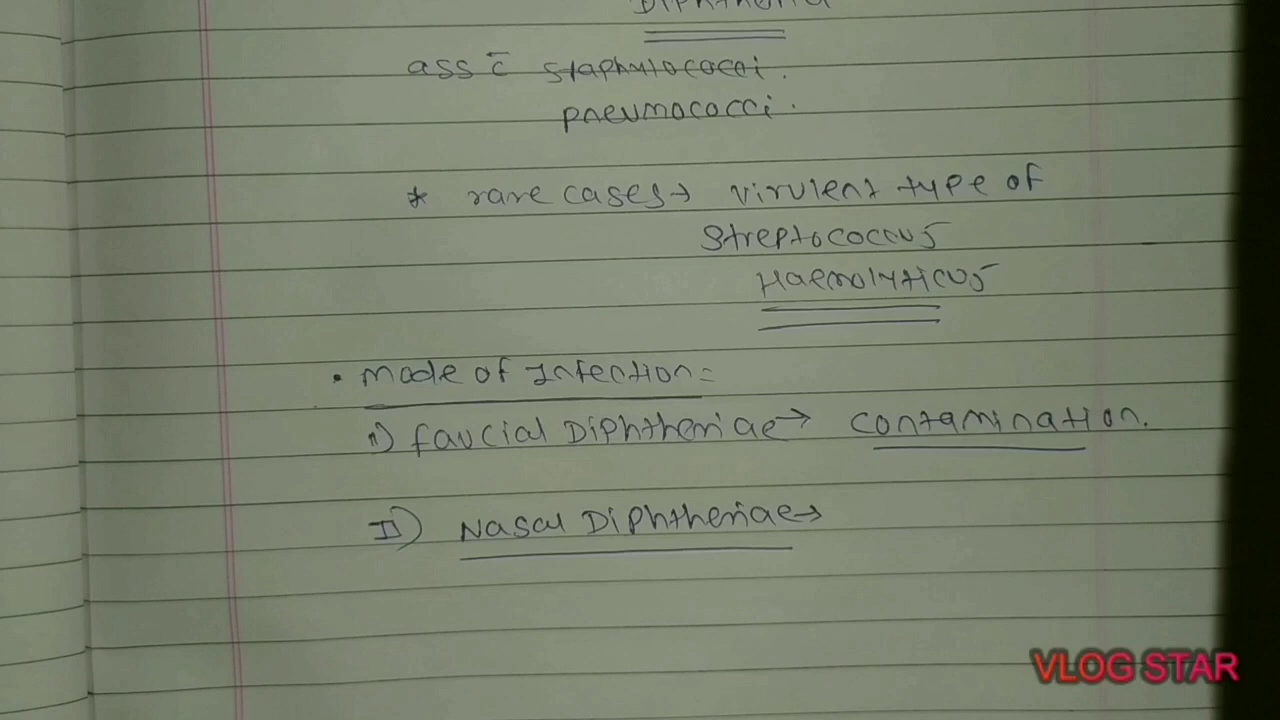 Diphtheria
ass c̄ staphylococci.
pneumococci.
* rare cases → virulent type of
Streptococcus
Haemolyticus
• Mode of Infection =
I) faucial Diphtheriae → contamination.
II) Nasal Diphtheriae →
VLOG STAR